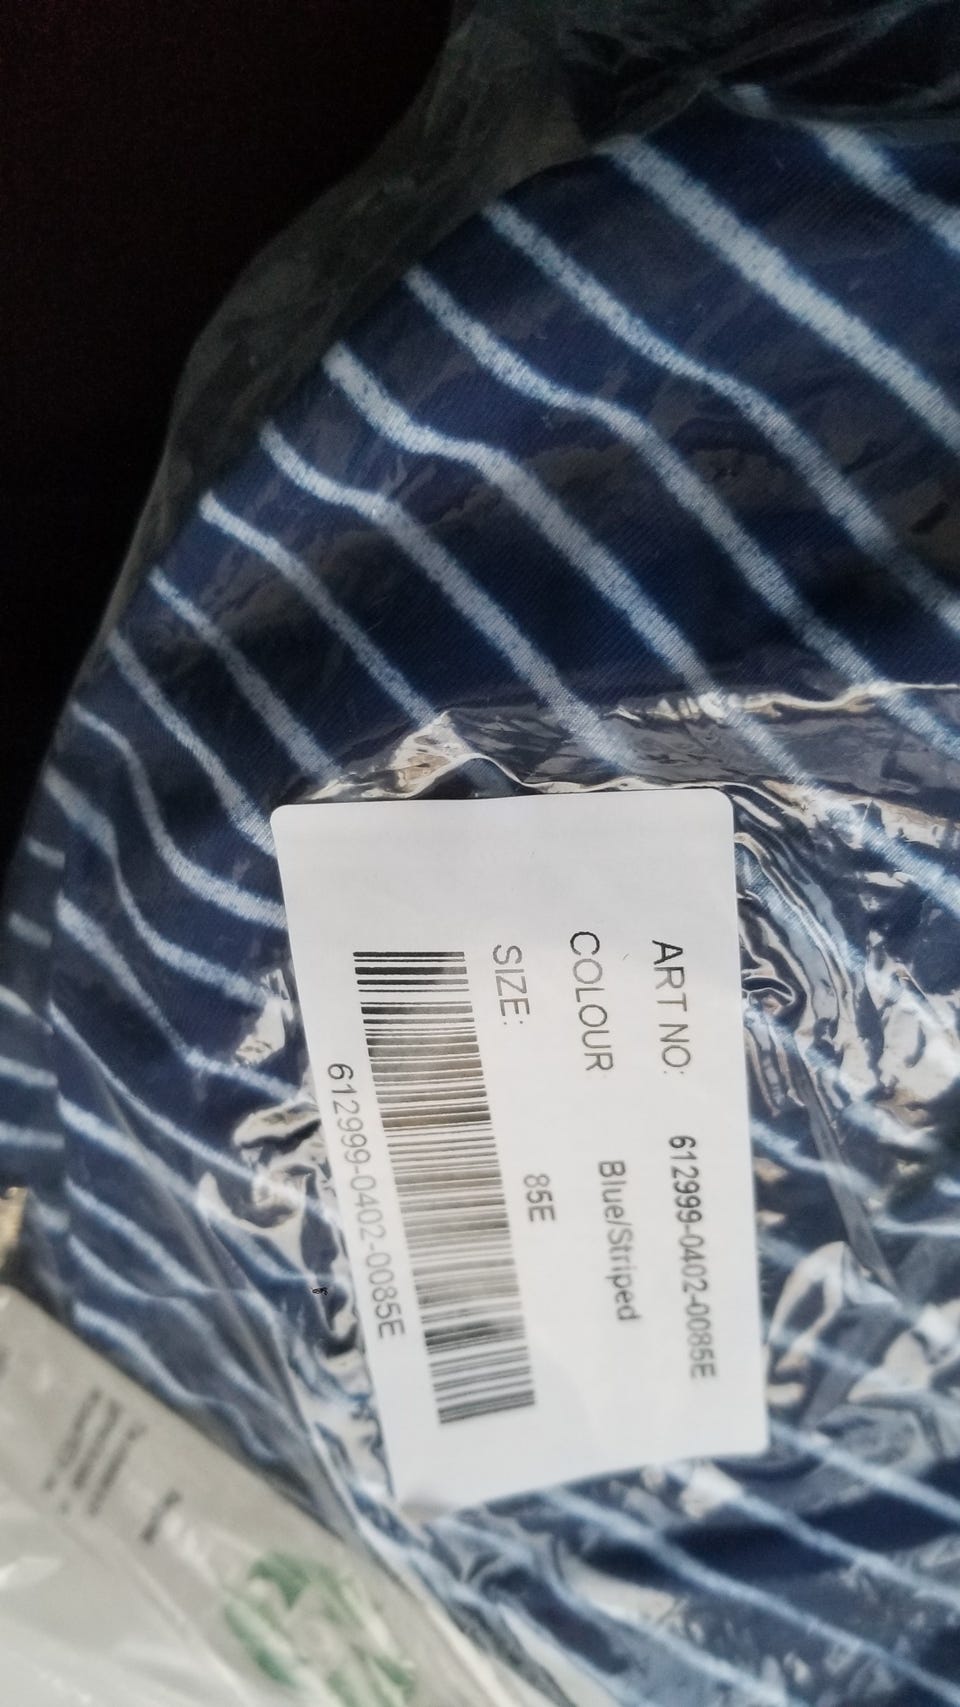 ART NO: 612999-0402-0085E
COLOUR Blue/Striped
SIZE: 85E
612999-0402-0085E